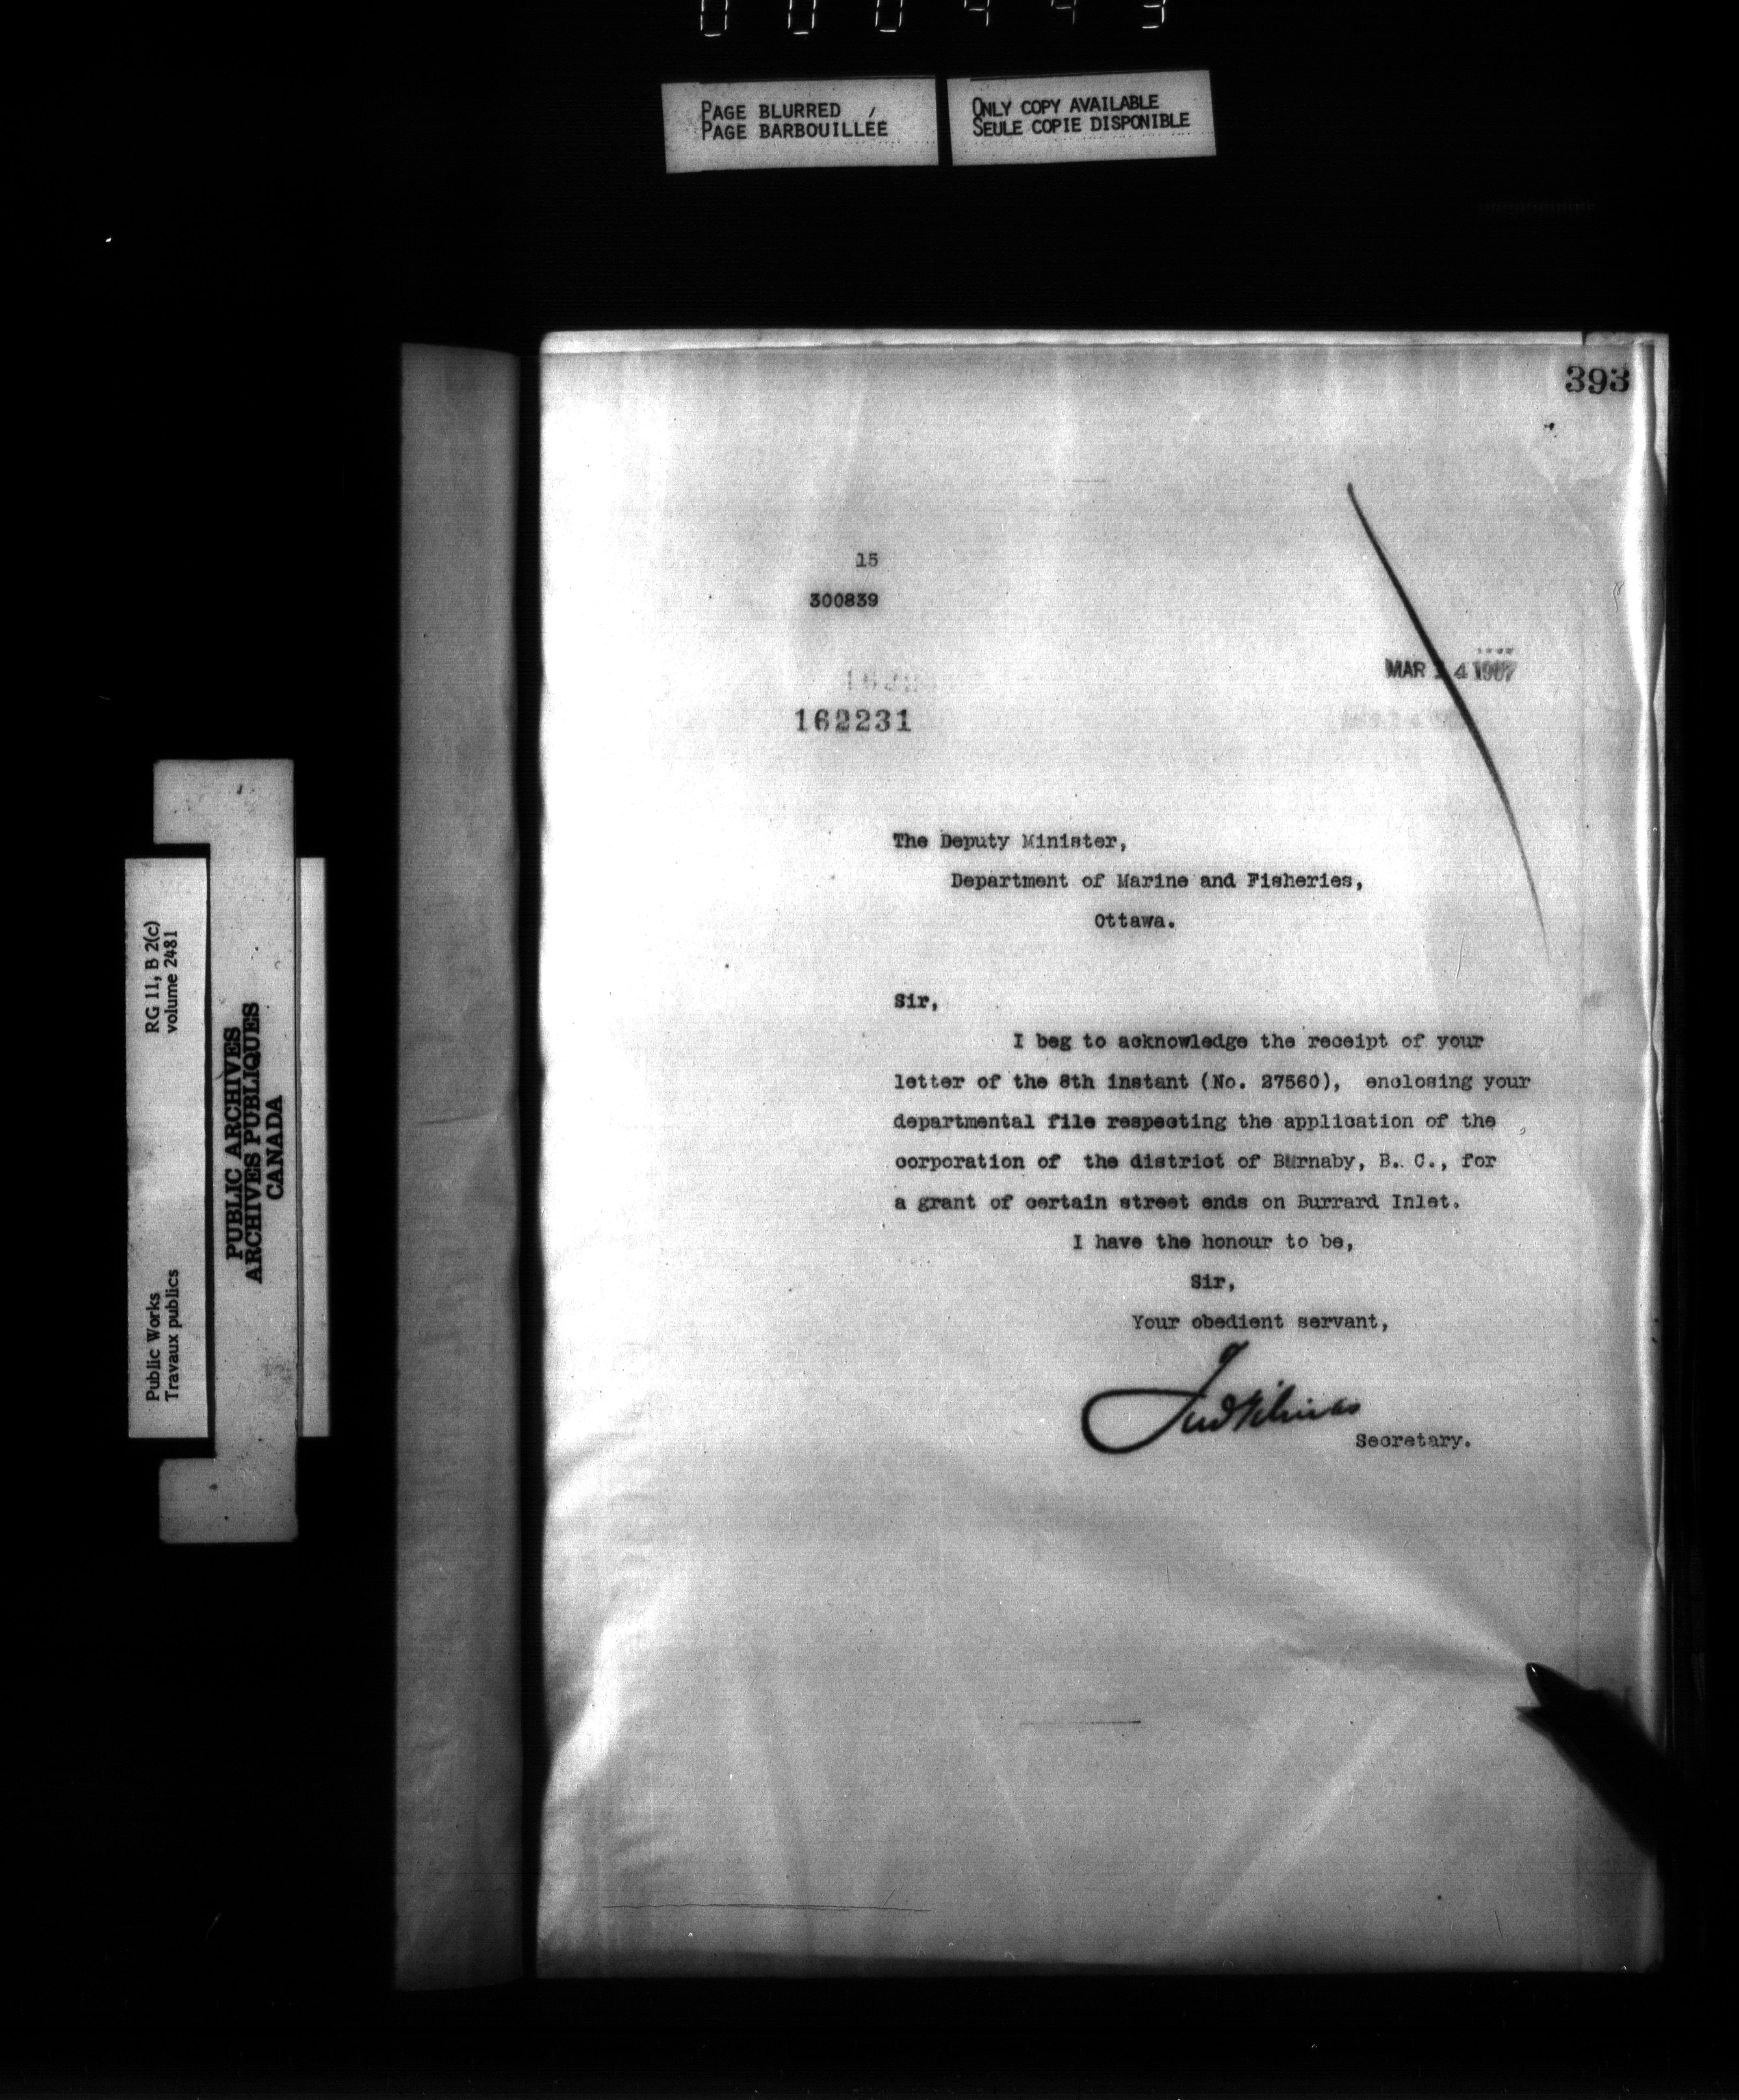 PAGE BLURRED
PAGE BARBOUILLÉE
ONLY COPY AVAILABLE
SEULE COPIE DISPONIBLE
393
15
300839
MAR 14 1907
162231
The Deputy Minister,
Department of Marine and Fisheries,
Ottawa.
Sir,
I beg to acknowledge the receipt of your
letter of the 8th instant (No. 27560), enclosing your
departmental file respecting the application of the
corporation of the district of Burnaby, B. C., for
a grant of certain street ends on Burrard Inlet.
I have the honour to be,
Sir,
Your obedient servant,
Secretary.
RG 11, B 2(c)
volume 2481
Public Works
Travaux publics
PUBLIC ARCHIVES
ARCHIVES PUBLIQUES
CANADA